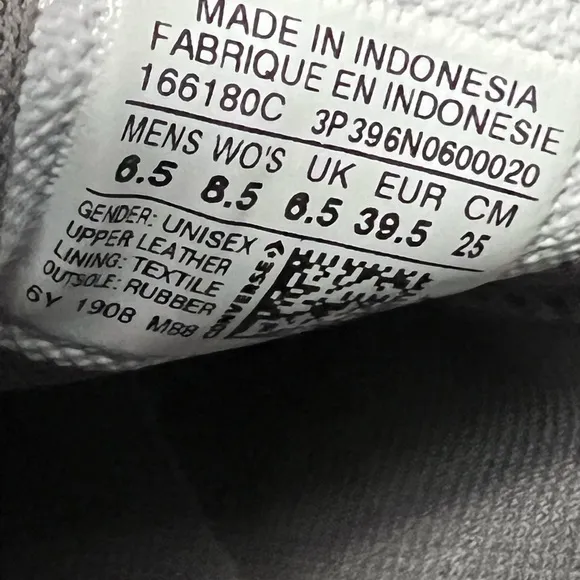 MADE IN INDONESIA
FABRIQUE EN INDONESIE
166180C 3P396N0600020
MENS WO'S UK EUR CM
6.5 8.5 6.5 39.5 25
GENDER: UNISEX
UPPER LEATHER
LINING: TEXTILE
OUTSOLE: RUBBER
6Y 1908 M88
CONVERSE